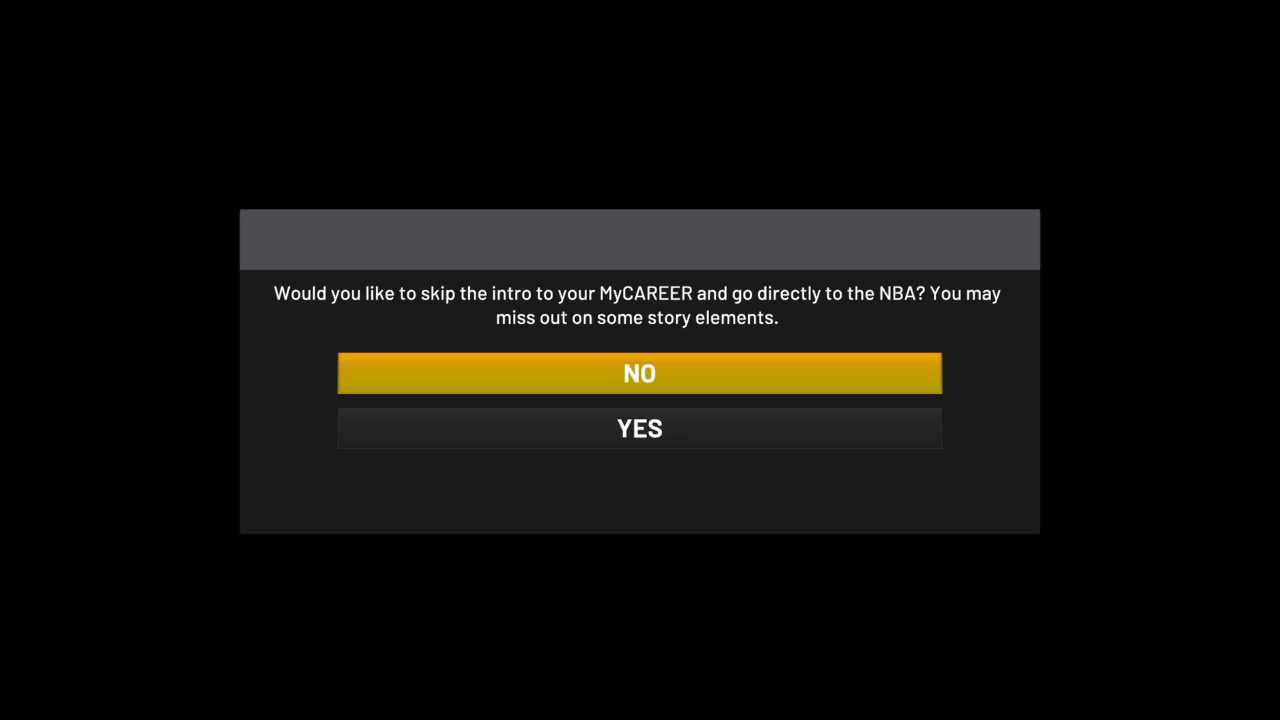 Would you like to skip the intro to your MyCAREER and go directly to the NBA? You may
miss out on some story elements.
NO
YES